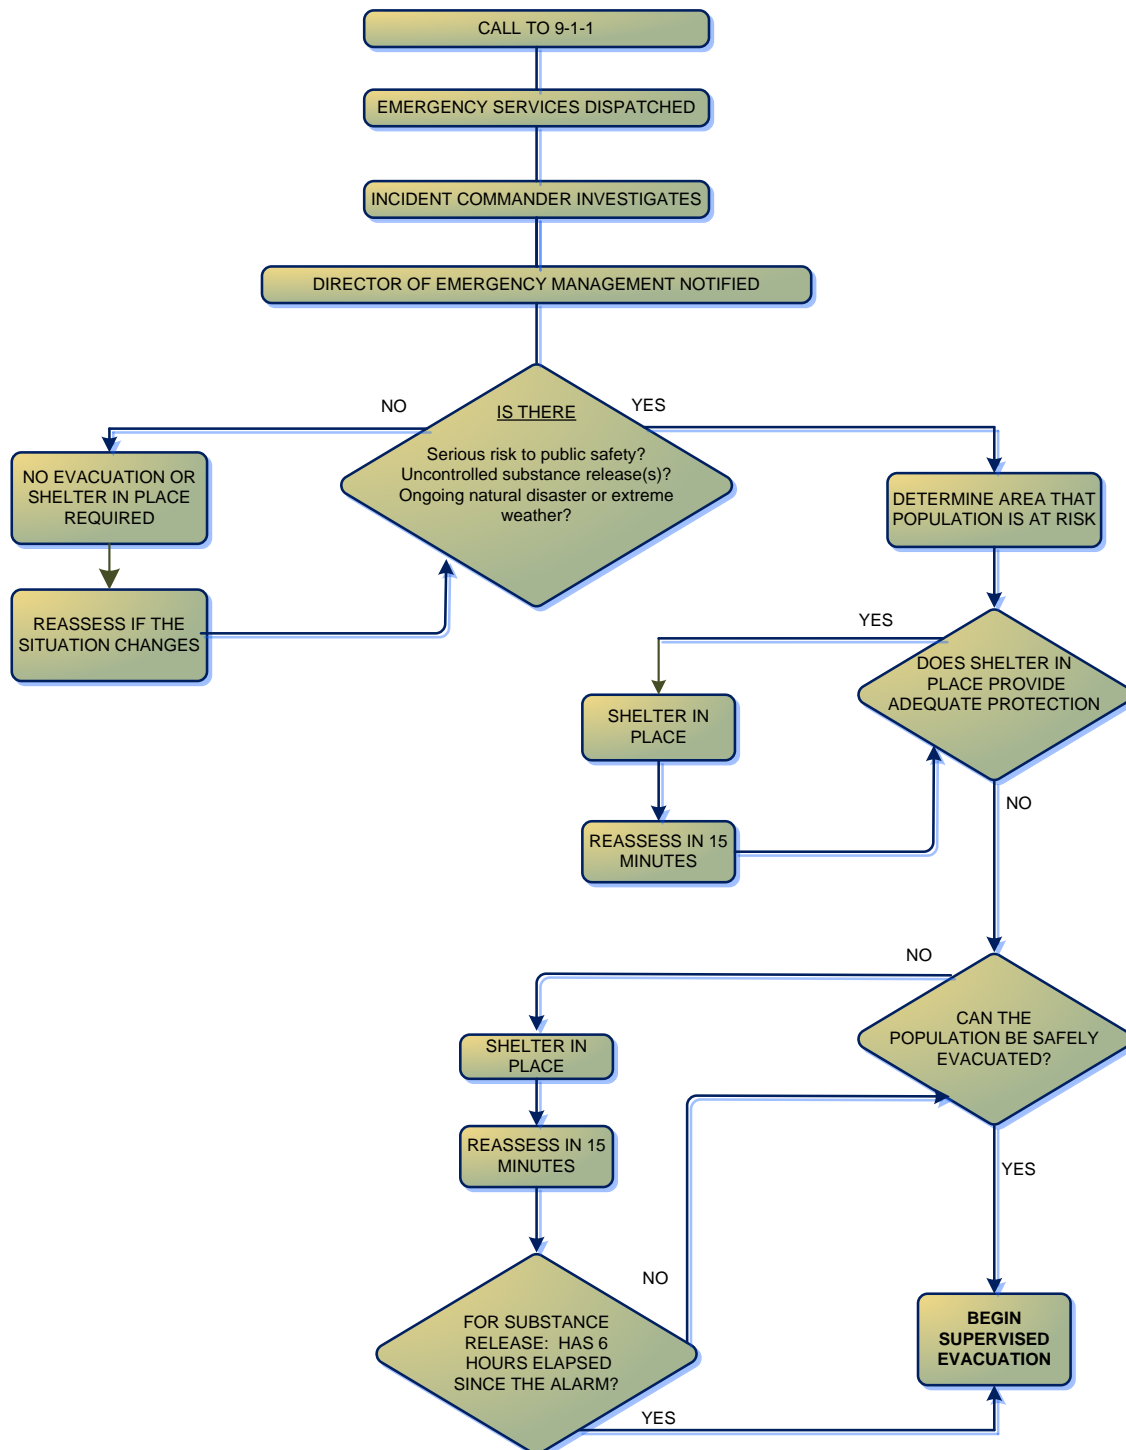 CALL TO 9-1-1
EMERGENCY SERVICES DISPATCHED
INCIDENT COMMANDER INVESTIGATES
DIRECTOR OF EMERGENCY MANAGEMENT NOTIFIED
NO
YES
IS THERE
Serious risk to public safety?
Uncontrolled substance release(s)?
Ongoing natural disaster or extreme
weather?
NO EVACUATION OR
SHELTER IN PLACE
REQUIRED
DETERMINE AREA THAT
POPULATION IS AT RISK
REASSESS IF THE
SITUATION CHANGES
YES
DOES SHELTER IN
PLACE PROVIDE
ADEQUATE PROTECTION
SHELTER IN
PLACE
NO
REASSESS IN 15
MINUTES
NO
CAN THE
POPULATION BE SAFELY
EVACUATED?
SHELTER IN
PLACE
REASSESS IN 15
MINUTES
YES
NO
FOR SUBSTANCE
RELEASE:  HAS 6
HOURS ELAPSED
SINCE THE ALARM?
BEGIN
SUPERVISED
EVACUATION
YES